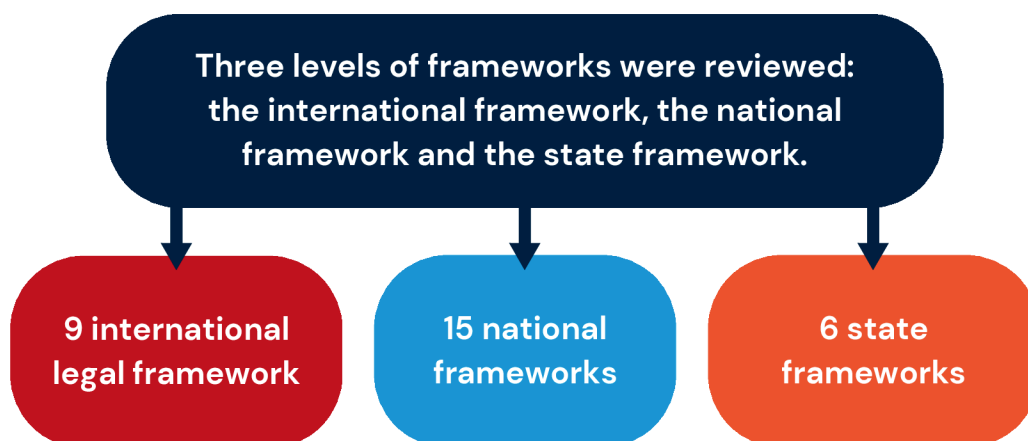 Three levels of frameworks were reviewed:
the international framework, the national
framework and the state framework.
9 international
legal framework
15 national
frameworks
6 state
frameworks